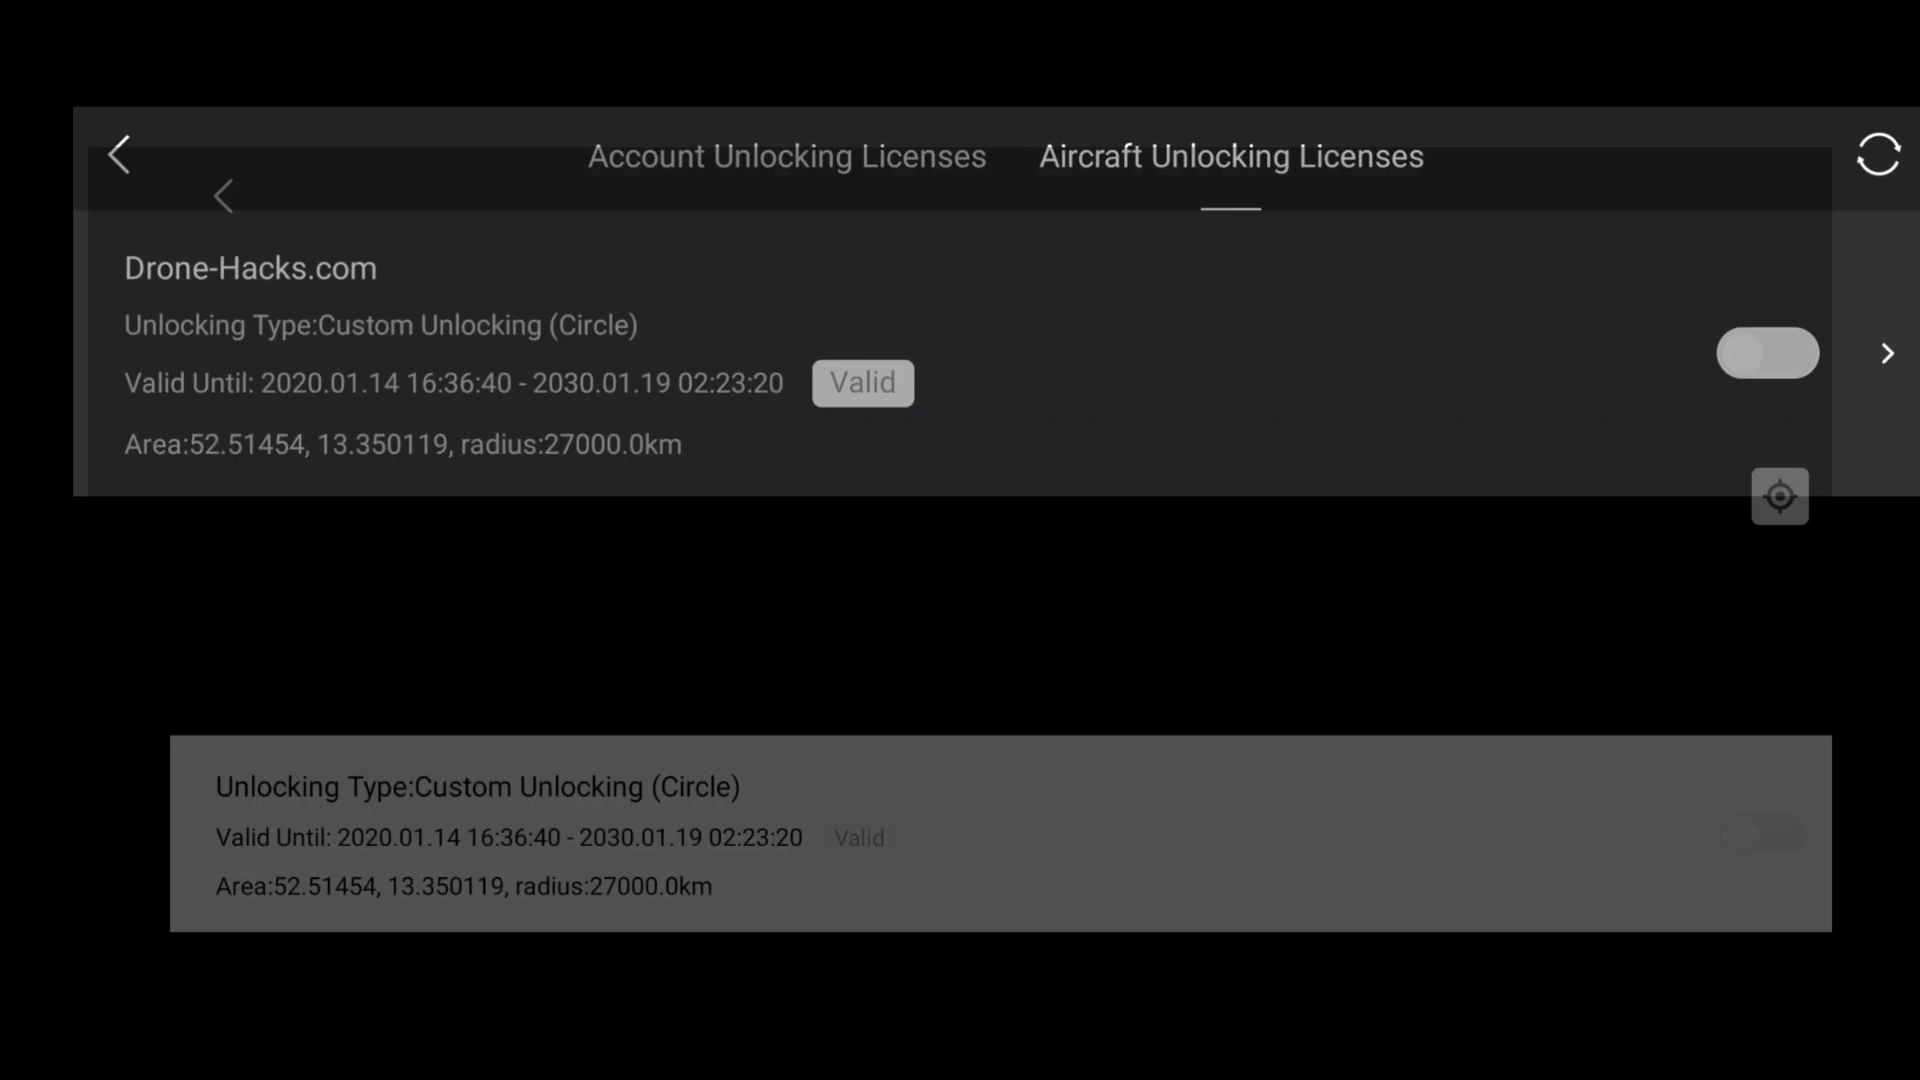 Account Unlocking Licenses Aircraft Unlocking Licenses
Drone-Hacks.com
Unlocking Type:Custom Unlocking (Circle)
Valid Until: 2020.01.14 16:36:40 - 2030.01.19 02:23:20 Valid
Area:52.51454, 13.350119, radius:27000.0km
Unlocking Type:Custom Unlocking (Circle)
Valid Until: 2020.01.14 16:36:40 - 2030.01.19 02:23:20 Valid
Area:52.51454, 13.350119, radius:27000.0km